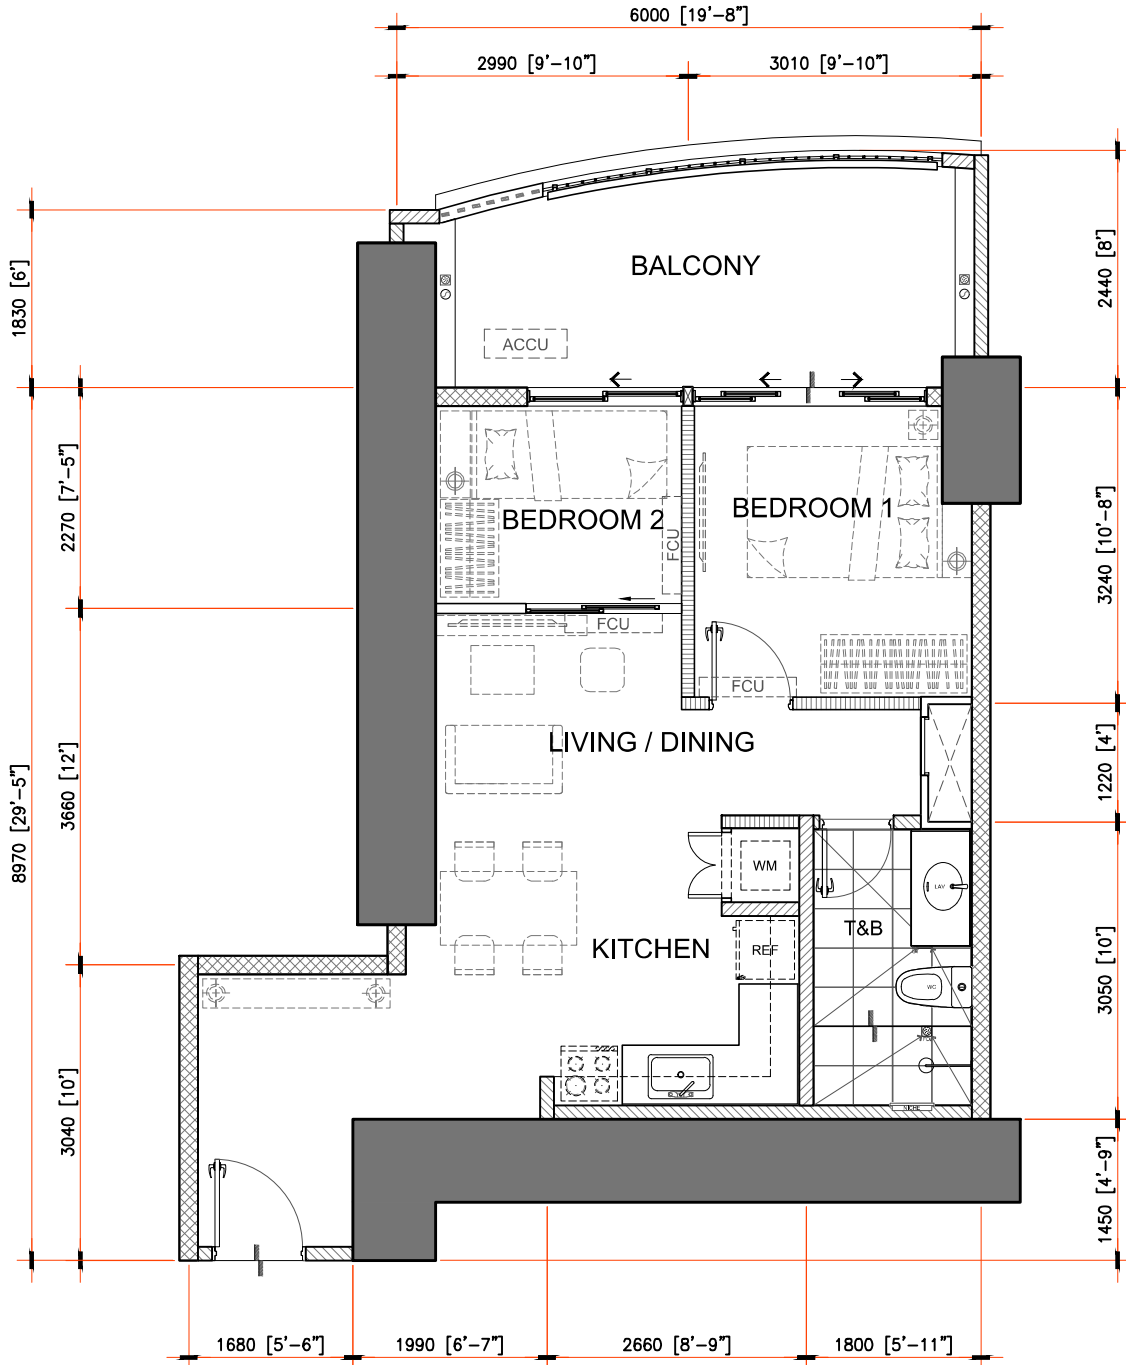 6000 [19'-8"]
2990 [9'-10"]
3010 [9'-10"]
1830 [6']
2440 [8']
BALCONY
ACCU
2270 [7'-5"]
BEDROOM 2
BEDROOM 1
FCU
3240 [10'-8"]
FCU
FCU
8970 [29'-5"]
3660 [12']
LIVING / DINING
1220 [4']
WM
LAV
T&B
KITCHEN
REF
WC
3050 [10']
3040 [10']
NICHE
1450 [4'-9"]
1680 [5'-6"]
1990 [6'-7"]
2660 [8'-9"]
1800 [5'-11"]